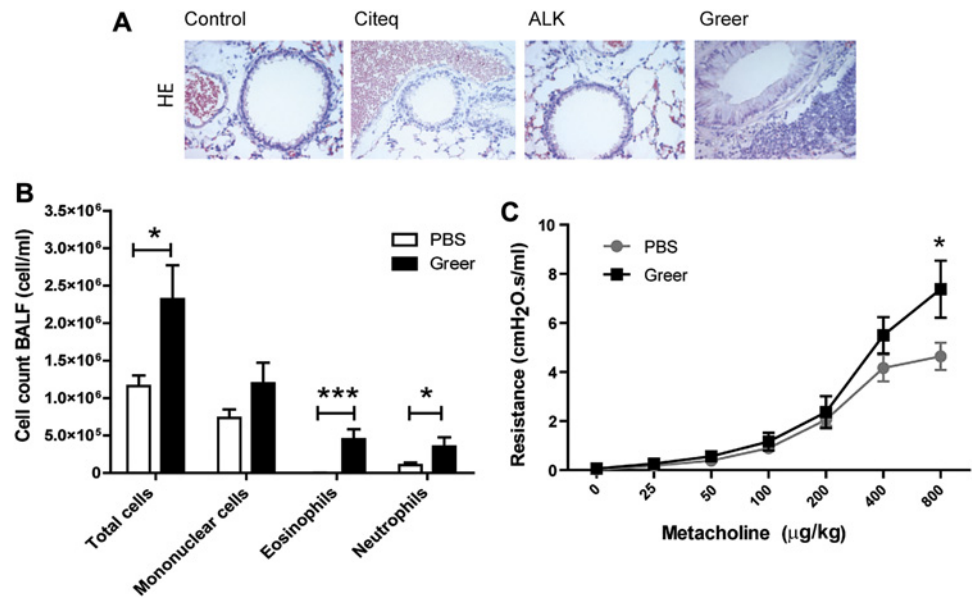 A
Control
Citeq
ALK
Greer
HE
B
Cell count BALF (cell/ml)
3.5×10⁶
3.0×10⁶
2.5×10⁶
2.0×10⁶
1.5×10⁶
1.0×10⁶
5.0×10⁵
0
*
***
*
PBS
Greer
Total cells
Mononuclear cells
Eosinophils
Neutrophils
C
Resistance (cmH₂O.s/ml)
10
8
6
4
2
0
PBS
Greer
*
0
25
50
100
200
400
800
Metacholine (μg/kg)